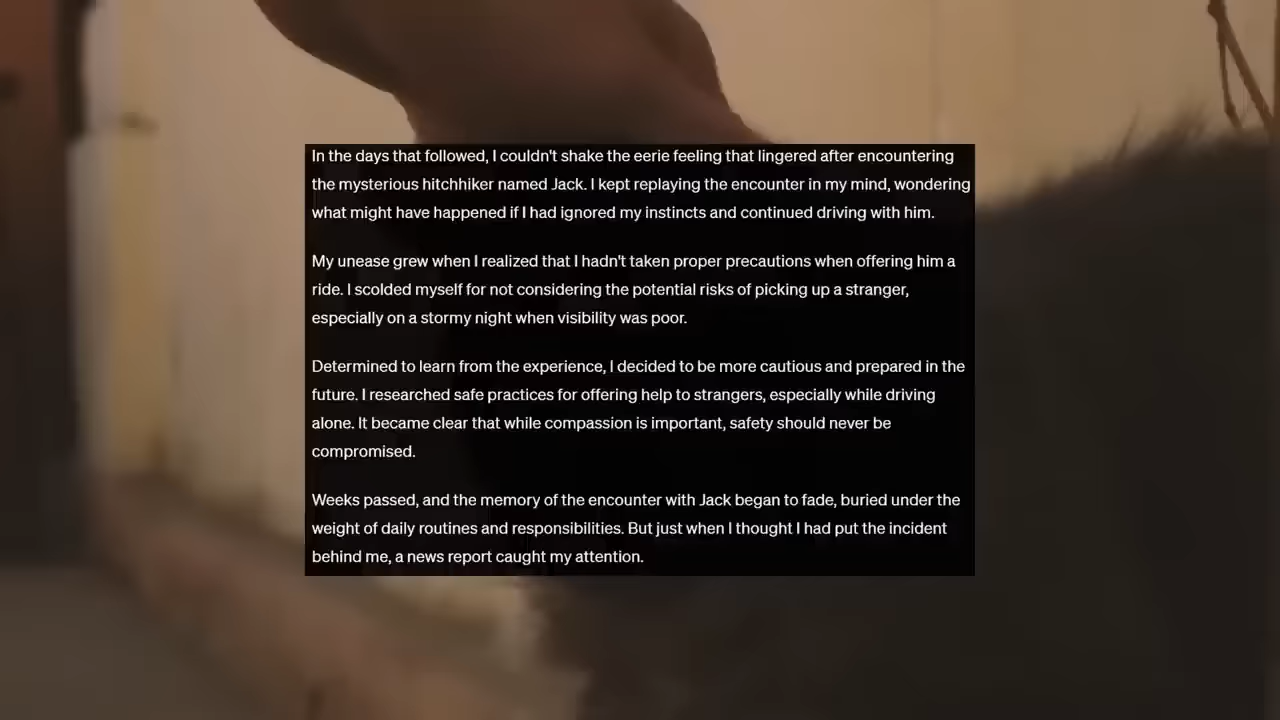 In the days that followed, I couldn't shake the eerie feeling that lingered after encountering
the mysterious hitchhiker named Jack. I kept replaying the encounter in my mind, wondering
what might have happened if I had ignored my instincts and continued driving with him.
My unease grew when I realized that I hadn't taken proper precautions when offering him a
ride. I scolded myself for not considering the potential risks of picking up a stranger,
especially on a stormy night when visibility was poor.
Determined to learn from the experience, I decided to be more cautious and prepared in the
future. I researched safe practices for offering help to strangers, especially while driving
alone. It became clear that while compassion is important, safety should never be
compromised.
Weeks passed, and the memory of the encounter with Jack began to fade, buried under the
weight of daily routines and responsibilities. But just when I thought I had put the incident
behind me, a news report caught my attention.